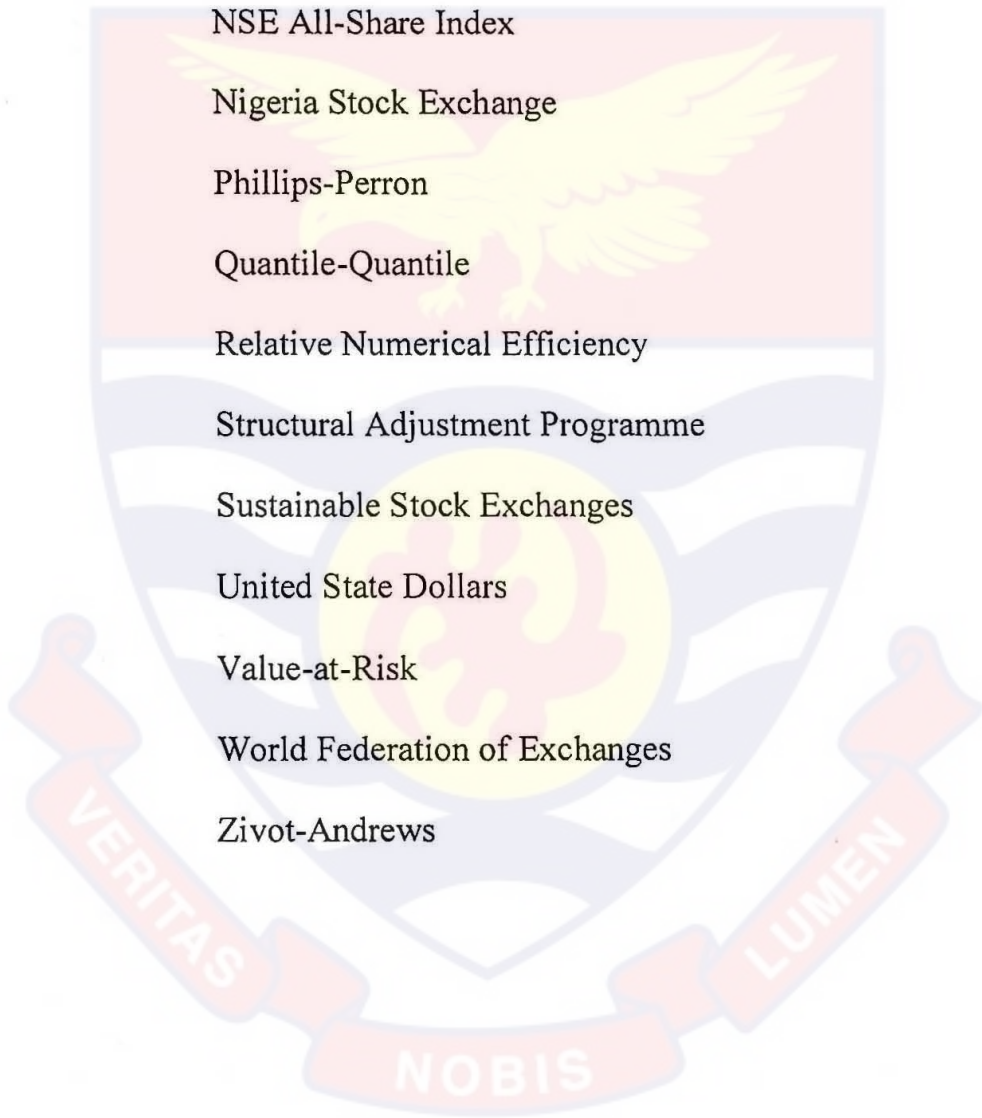 NSE All-Share Index
Nigeria Stock Exchange
Phillips-Perron
Quantile-Quantile
Relative Numerical Efficiency
Structural Adjustment Programme
Sustainable Stock Exchanges
United State Dollars
Value-at-Risk
World Federation of Exchanges
Zivot-Andrews
VERITAS
NOBIS
LUMEN